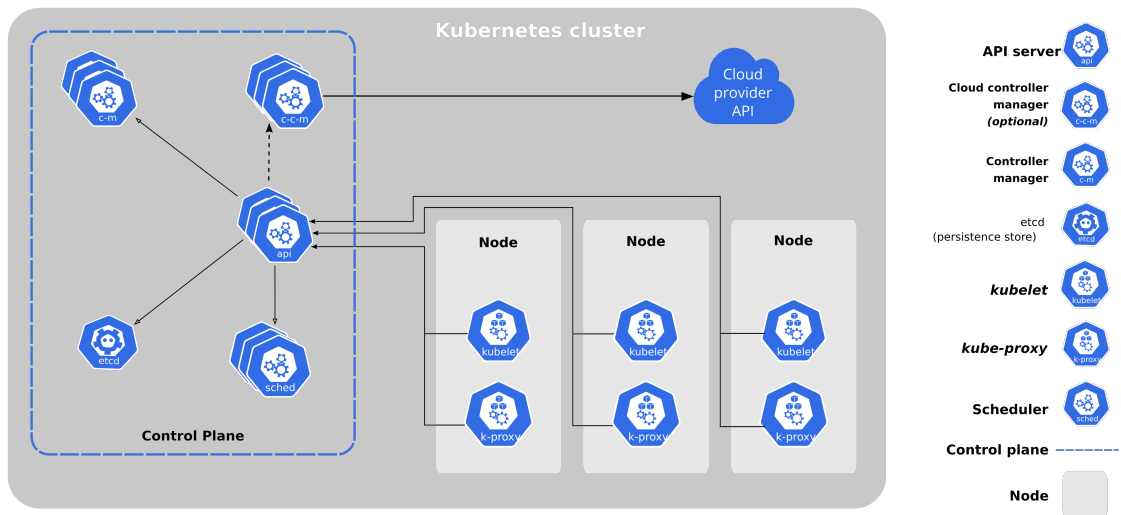 Kubernetes cluster
c-m
c-c-m
Cloud
provider
API
api
etcd
sched
Control Plane
Node
kubelet
k-proxy
Node
kubelet
k-proxy
Node
kubelet
k-proxy
API server
api
Cloud controller
manager
(optional)
c-c-m
Controller
manager
c-m
etcd
(persistence store)
etcd
kubelet
kubelet
kube-proxy
k-proxy
Scheduler
sched
Control plane
Node